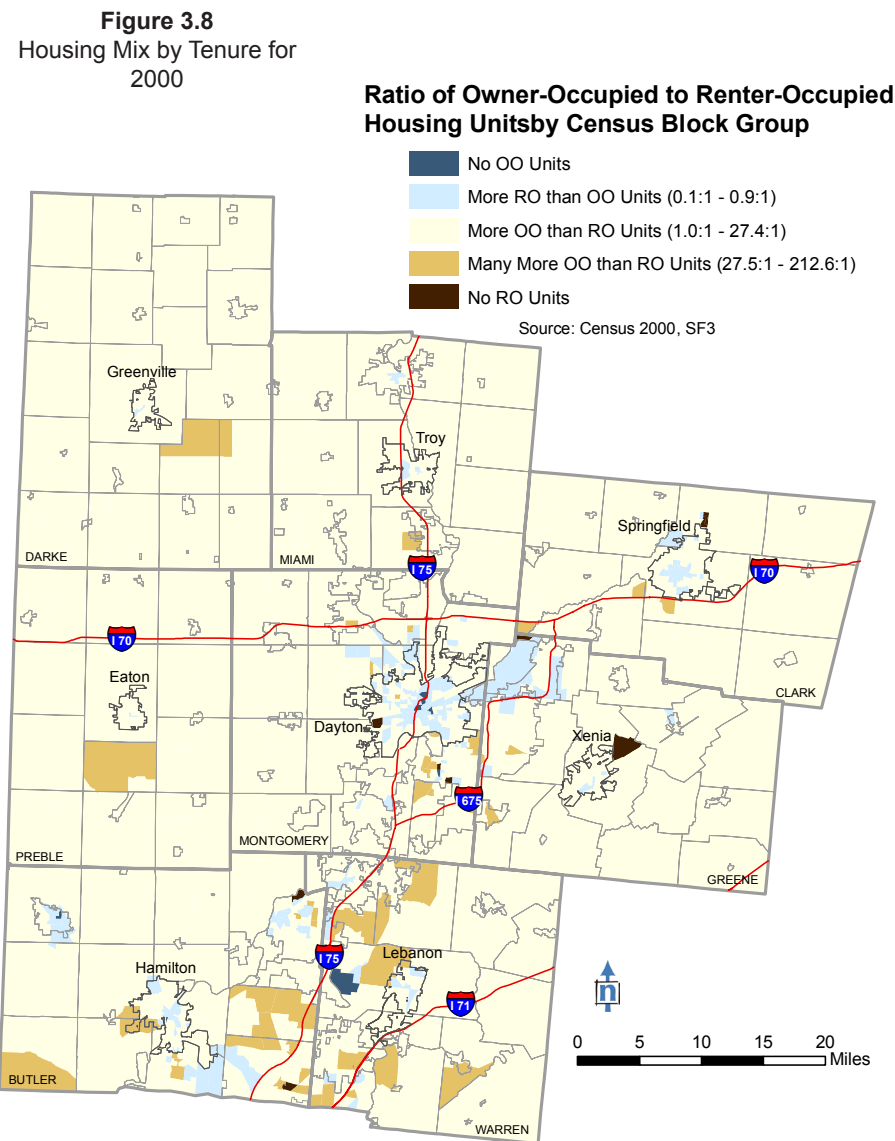 Figure 3.8
Housing Mix by Tenure for
2000
Ratio of Owner-Occupied to Renter-Occupied
Housing Unitsby Census Block Group
No OO Units
More RO than OO Units (0.1:1 - 0.9:1)
More OO than RO Units (1.0:1 - 27.4:1)
Many More OO than RO Units (27.5:1 - 212.6:1)
No RO Units
Source: Census 2000, SF3
Greenville
Troy
Springfield
DARKE
MIAMI
I 75
I 70
I 70
Eaton
CLARK
Dayton
Xenia
I 675
MONTGOMERY
PREBLE
GREENE
I 75
Lebanon
Hamilton
I 71
n
0 5 10 15 20
Miles
BUTLER
WARREN